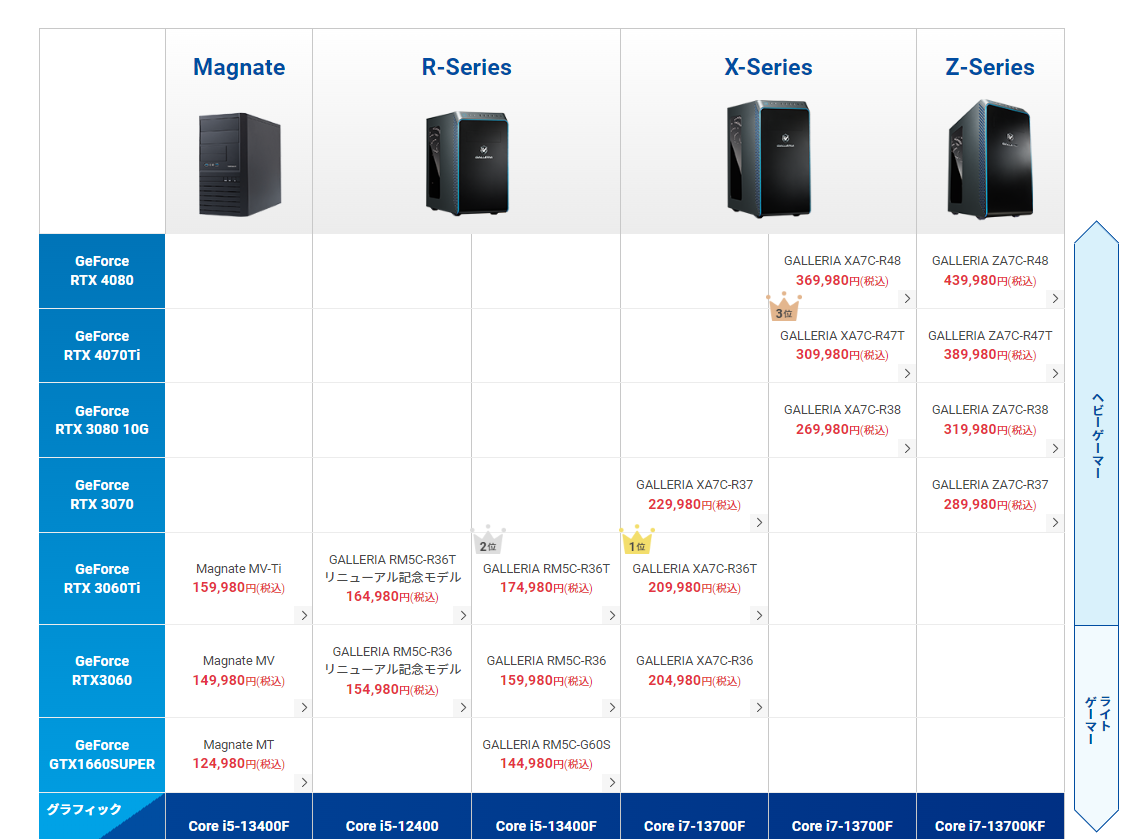 Magnate
R-Series
X-Series
Z-Series
GALLERIA
GALLERIA
GALLERIA
GeForce
RTX 4080
GALLERIA XA7C-R48
369,980円(税込)
GALLERIA ZA7C-R48
439,980円(税込)
GeForce
RTX 4070Ti
3位
GALLERIA XA7C-R47T
309,980円(税込)
GALLERIA ZA7C-R47T
389,980円(税込)
GeForce
RTX 3080 10G
GALLERIA XA7C-R38
269,980円(税込)
GALLERIA ZA7C-R38
319,980円(税込)
GeForce
RTX 3070
GALLERIA XA7C-R37
229,980円(税込)
GALLERIA ZA7C-R37
289,980円(税込)
GeForce
RTX 3060Ti
Magnate MV-Ti
159,980円(税込)
GALLERIA RM5C-R36T
リニューアル記念モデル
164,980円(税込)
2位
GALLERIA RM5C-R36T
174,980円(税込)
1位
GALLERIA XA7C-R36T
209,980円(税込)
GeForce
RTX3060
Magnate MV
149,980円(税込)
GALLERIA RM5C-R36
リニューアル記念モデル
154,980円(税込)
GALLERIA RM5C-R36
159,980円(税込)
GALLERIA XA7C-R36
204,980円(税込)
GeForce
GTX1660SUPER
Magnate MT
124,980円(税込)
GALLERIA RM5C-G60S
144,980円(税込)
グラフィック
Core i5-13400F
Core i5-12400
Core i5-13400F
Core i7-13700F
Core i7-13700F
Core i7-13700KF
ヘビーゲーマー
ライト
ゲーマー